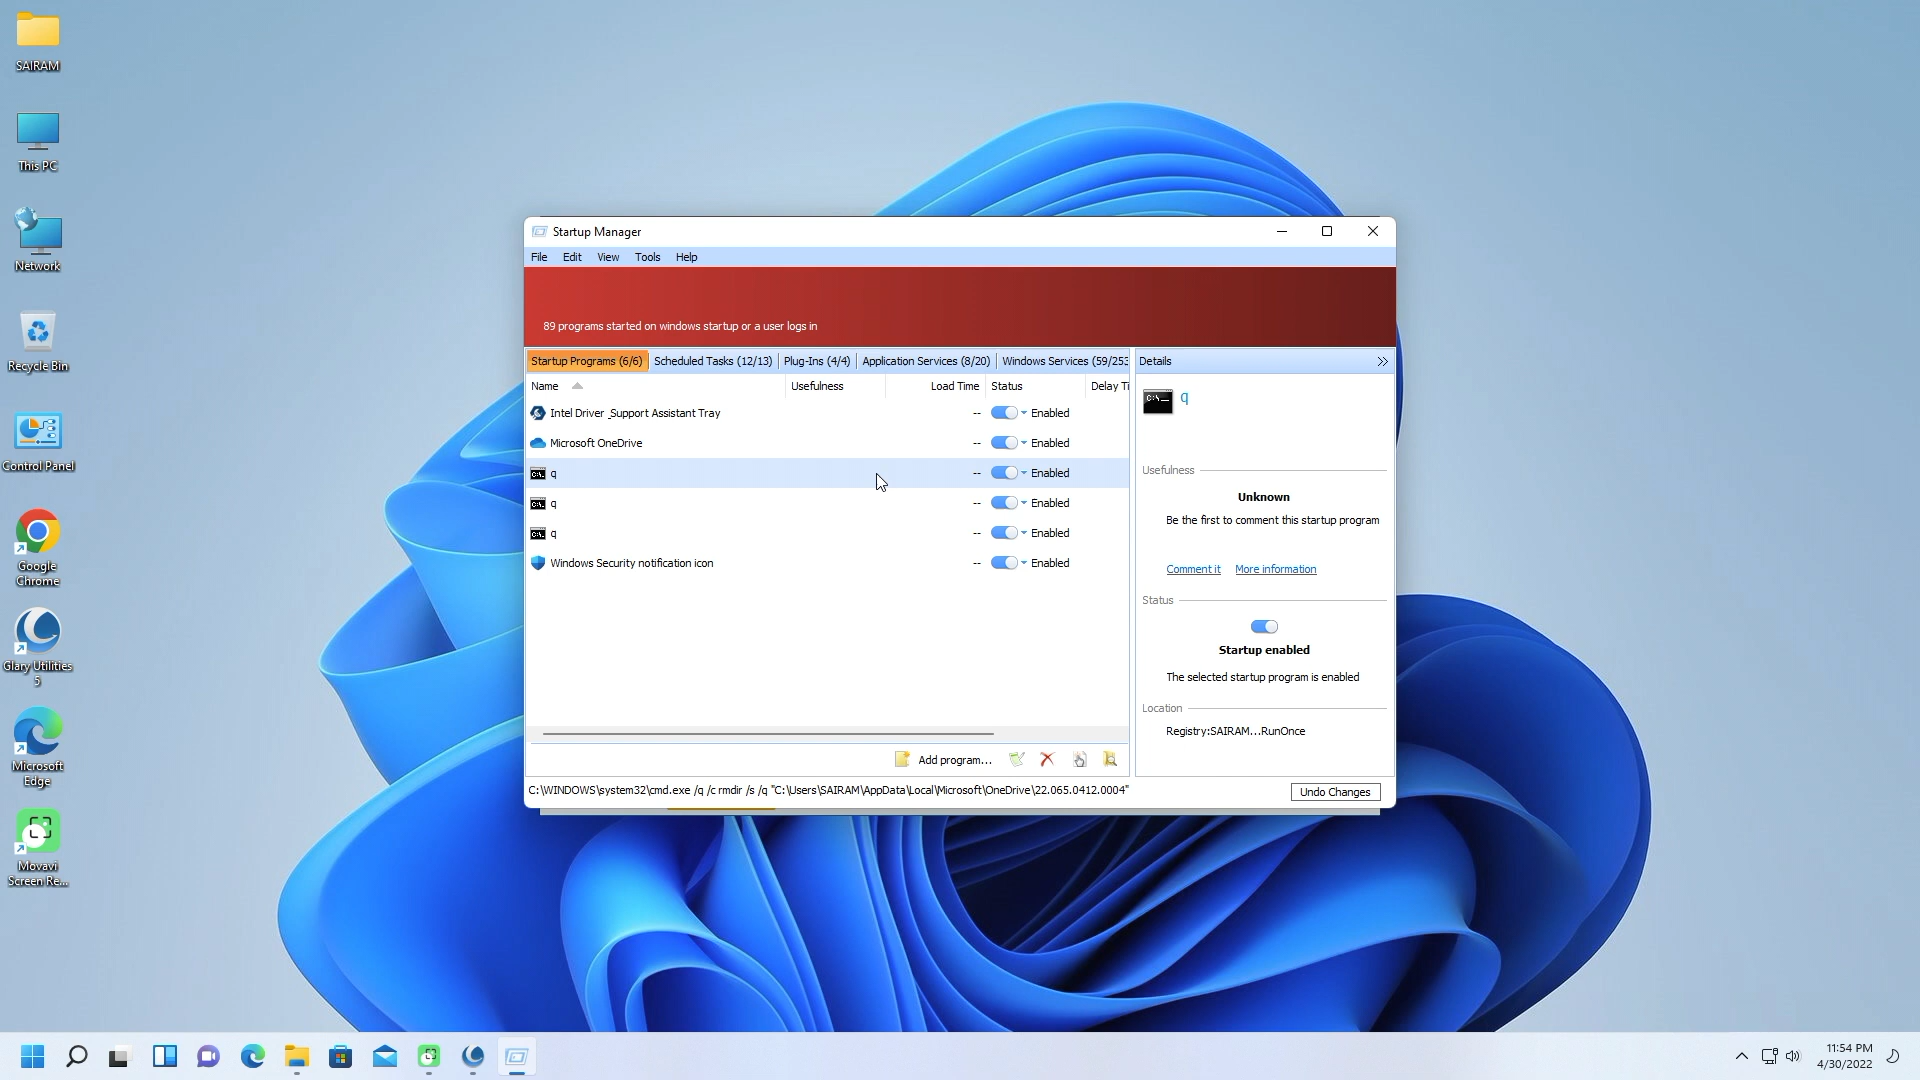 SAIRAM
This PC
Network
Recycle Bin
Control Panel
Google
Chrome
Glary Utilities
5
Microsoft
Edge
Movavi
Screen Re...
Startup Manager
File Edit View Tools Help
89 programs started on windows startup or a user logs in
Startup Programs (6/6) Scheduled Tasks (12/13) Plug-Ins (4/4) Application Services (8/20) Windows Services (59/253
Name Usefulness Load Time Status Delay Ti
Intel Driver _Support Assistant Tray -- Enabled
Microsoft OneDrive -- Enabled
q -- Enabled
q -- Enabled
q -- Enabled
Windows Security notification icon -- Enabled
Add program...
C:\WINDOWS\system32\cmd.exe /q /c rmdir /s /q "C:\Users\SAIRAM\AppData\Local\Microsoft\OneDrive\22.065.0412.0004"
Details
C:\_ q
Usefulness
Unknown
Be the first to comment this startup program
Comment it More information
Status
Startup enabled
The selected startup program is enabled
Location
Registry:SAIRAM...RunOnce
Undo Changes
11:54 PM
4/30/2022